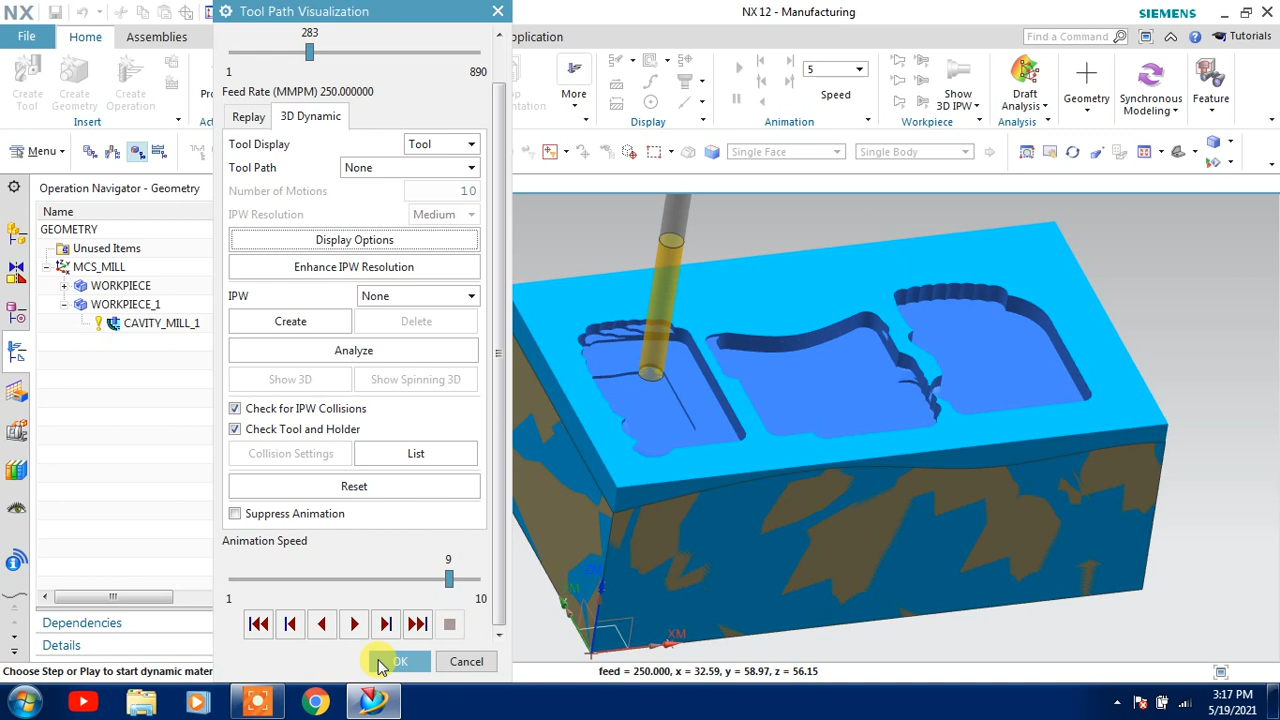 NX
Tool Path Visualization
NX 12 - Manufacturing
SIEMENS
File
Home
Assemblies
pplication
Find a Command
Tutorials
Create Tool
Create Geometry
Create Operation
Insert
283
1
890
Feed Rate (MMPM) 250.000000
Replay
3D Dynamic
Tool Display
Tool
Tool Path
None
Number of Motions
10
IPW Resolution
Medium
Display Options
Enhance IPW Resolution
IPW
None
Create
Delete
Analyze
Show 3D
Show Spinning 3D
Check for IPW Collisions
Check Tool and Holder
Collision Settings
List
Reset
Suppress Animation
Animation Speed
9
1
10
OK
Cancel
More
Display
5
Speed
Animation
Show 3D IPW
Workpiece
Draft Analysis
Analysis
Geometry
Synchronous Modeling
Feature
Menu
Single Face
Single Body
Operation Navigator - Geometry
Name
GEOMETRY
Unused Items
MCS_MILL
WORKPIECE
WORKPIECE_1
CAVITY_MILL_1
Dependencies
Details
XM
ZM
Choose Step or Play to start dynamic mater
feed = 250.000, x = 32.59, y = 58.97, z = 56.15
3:17 PM
5/19/2021